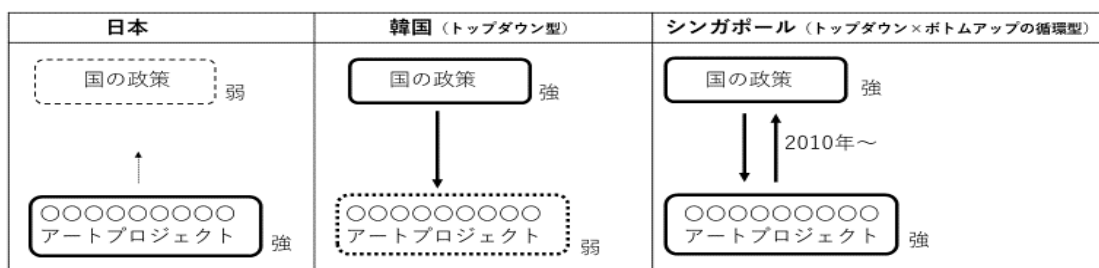 日本
国の政策
弱
○○○○○○○○○
アートプロジェクト
強
韓国（トップダウン型）
国の政策
強
○○○○○○○○○
アートプロジェクト
弱
シンガポール（トップダウン×ボトムアップの循環型）
国の政策
強
2010年～
○○○○○○○○○
アートプロジェクト
強